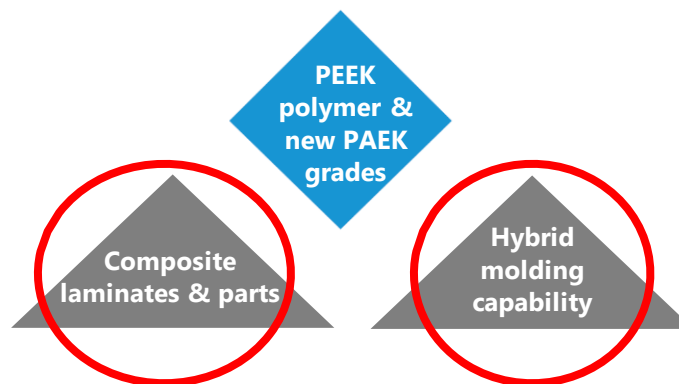 PEEK
polymer &
new PAEK
grades
Composite
laminates & parts
Hybrid
molding
capability